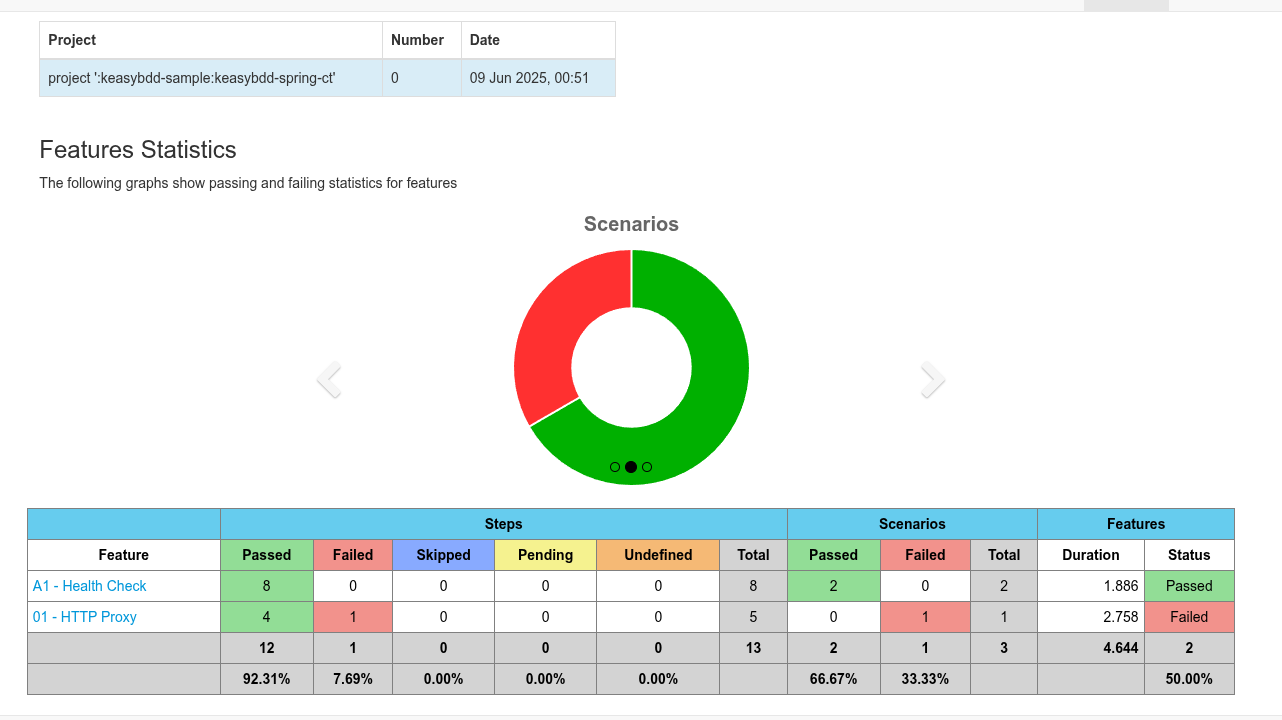 Project Number Date
project ':keasybdd-sample:keasybdd-spring-ct' 0 09 Jun 2025, 00:51
Features Statistics
The following graphs show passing and failing statistics for features
Scenarios
Steps Scenarios Features
Feature Passed Failed Skipped Pending Undefined Total Passed Failed Total Duration Status
A1 - Health Check 8 0 0 0 0 8 2 0 2 1.886 Passed
01 - HTTP Proxy 4 1 0 0 0 5 0 1 1 2.758 Failed
12 1 0 0 0 13 2 1 3 4.644 2
92.31% 7.69% 0.00% 0.00% 0.00% 66.67% 33.33% 50.00%